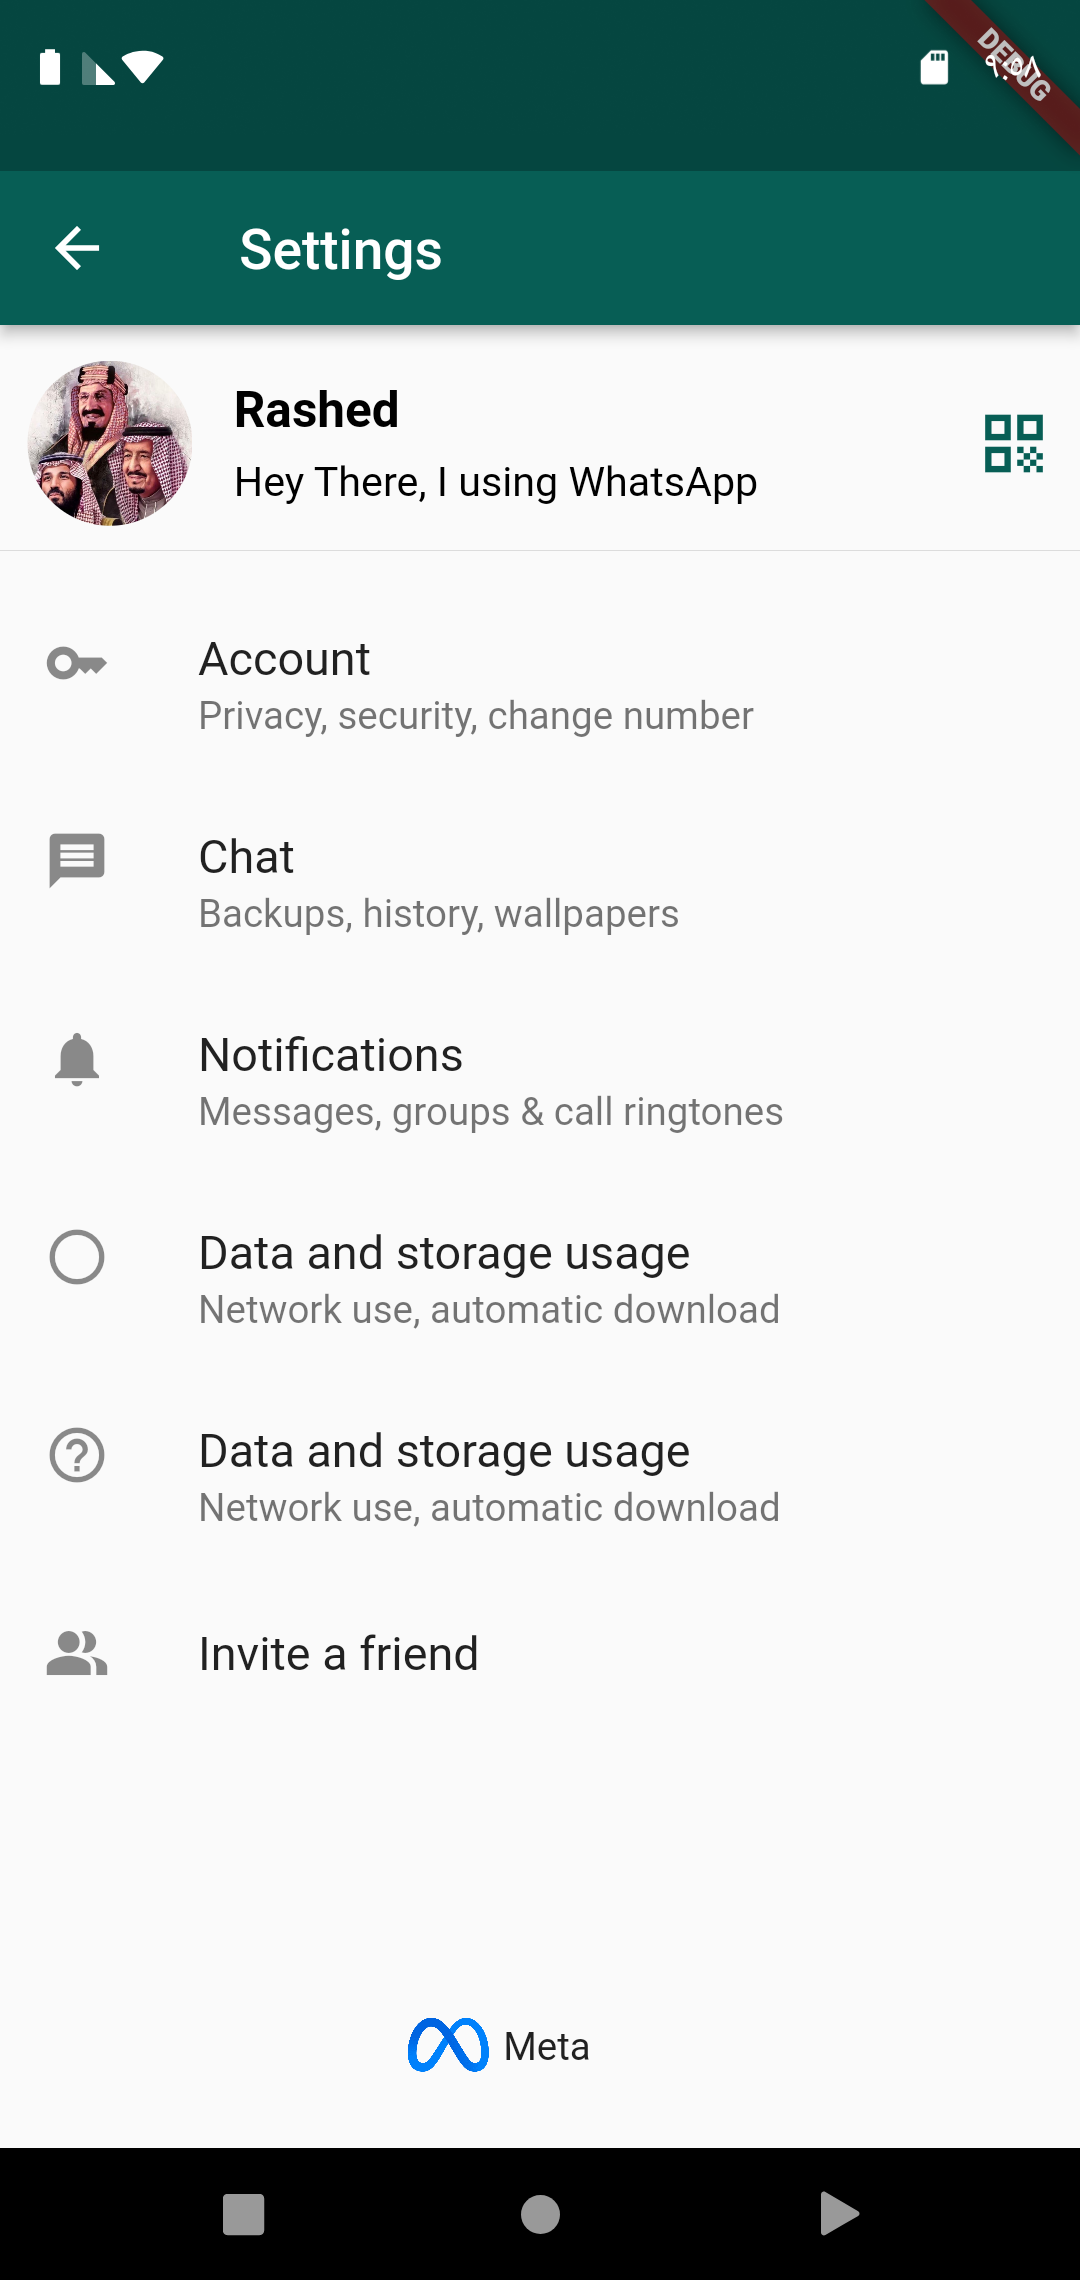 DEBUG
Settings
Rashed
Hey There, I using WhatsApp
Account
Privacy, security, change number
Chat
Backups, history, wallpapers
Notifications
Messages, groups & call ringtones
Data and storage usage
Network use, automatic download
Data and storage usage
Network use, automatic download
Invite a friend
Meta